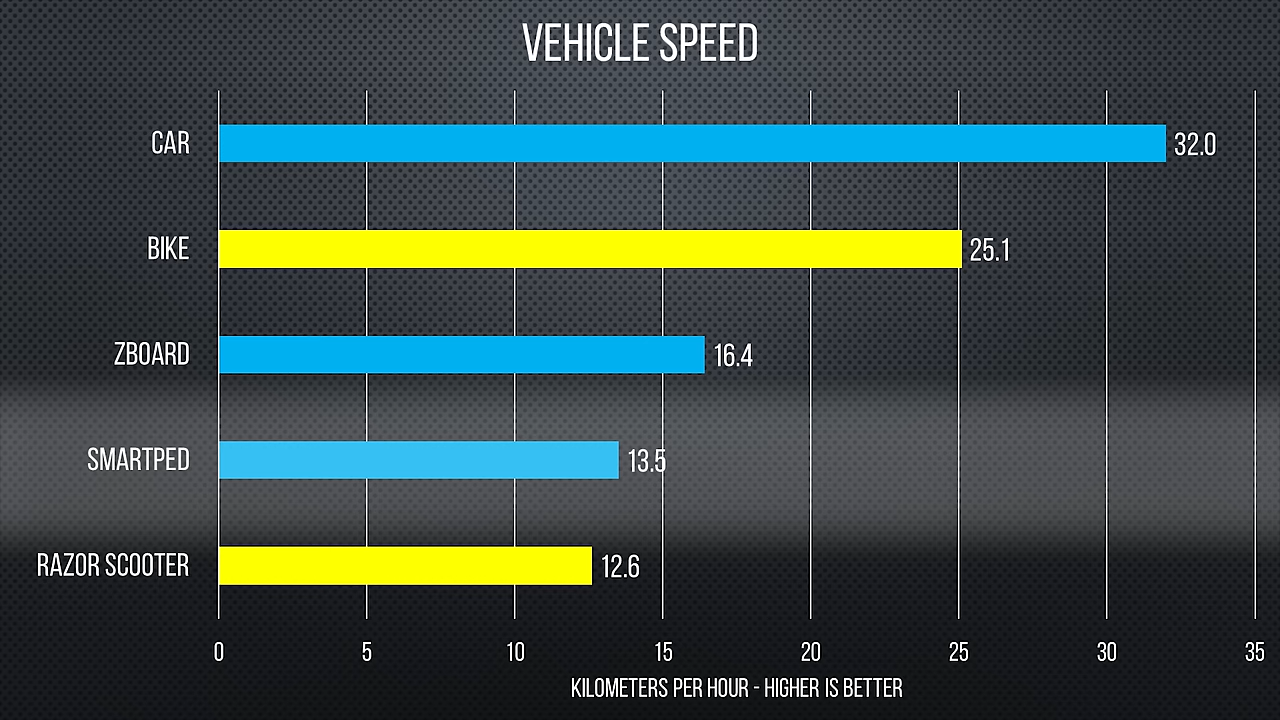 VEHICLE SPEED
CAR 32.0
BIKE 25.1
ZBOARD 16.4
SMARTPED 13.5
RAZOR SCOOTER 12.6
0 5 10 15 20 25 30 35
KILOMETERS PER HOUR - HIGHER IS BETTER